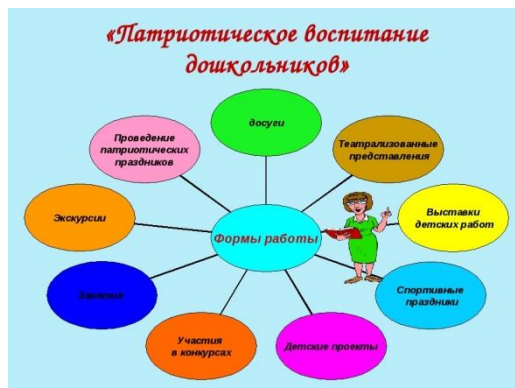 «Патриотическое воспитание
дошкольников»
досуги
Проведение
патриотических
праздников
Театрализованные
представления
Экскурсии
Выставки
детских работ
Формы работы
Занятия
Спортивные
праздники
Участия
в конкурсах
Детские проекты